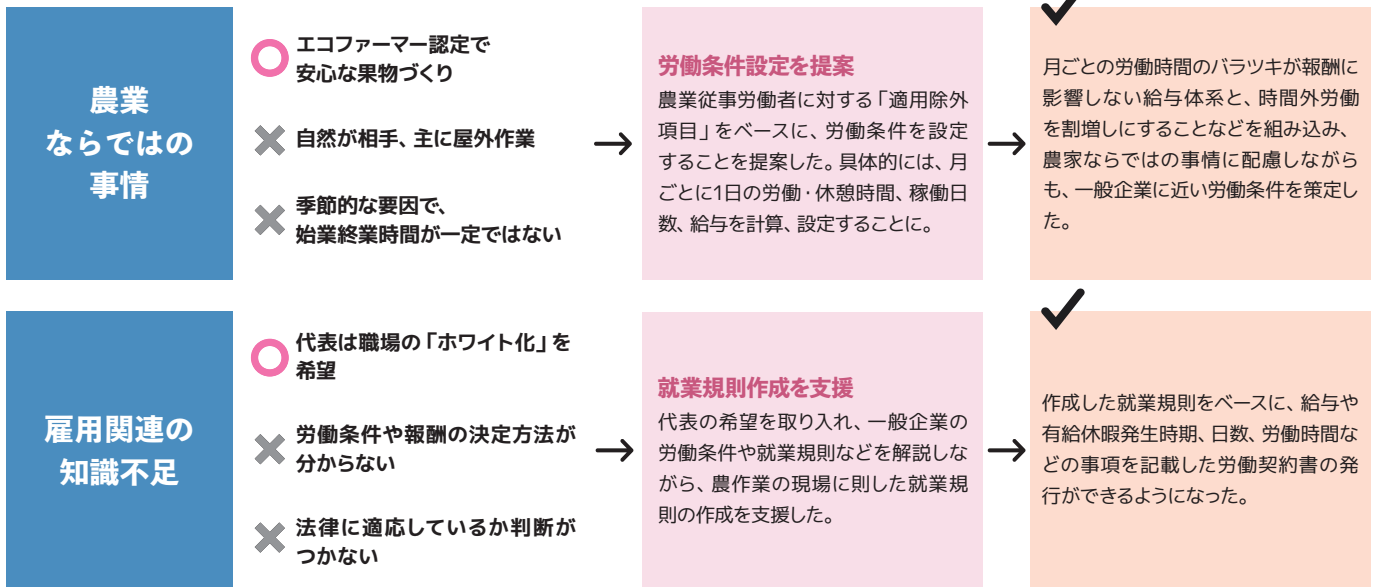 農業
ならではの
事情
エコファーマー認定で
安心な果物づくり
自然が相手、主に屋外作業
季節的な要因で、
始業終業時間が一定ではない
労働条件設定を提案
農業従事労働者に対する「適用除外
項目」をベースに、労働条件を設定
することを提案した。具体的には、月
ごとに1日の労働・休憩時間、稼働日
数、給与を計算、設定することに。
月ごとの労働時間のバラツキが報酬に
影響しない給与体系と、時間外労働
を割増しにすることなどを組み込み、
農家ならではの事情に配慮しながら
も、一般企業に近い労働条件を策定し
た。
雇用関連の
知識不足
代表は職場の「ホワイト化」を
希望
労働条件や報酬の決定方法が
分からない
法律に適応しているか判断が
つかない
就業規則作成を支援
代表の希望を取り入れ、一般企業の
労働条件や就業規則などを解説しな
がら、農作業の現場に則した就業規
則の作成を支援した。
作成した就業規則をベースに、給与や
有給休暇発生時期、日数、労働時間な
どの事項を記載した労働契約書の発
行ができるようになった。